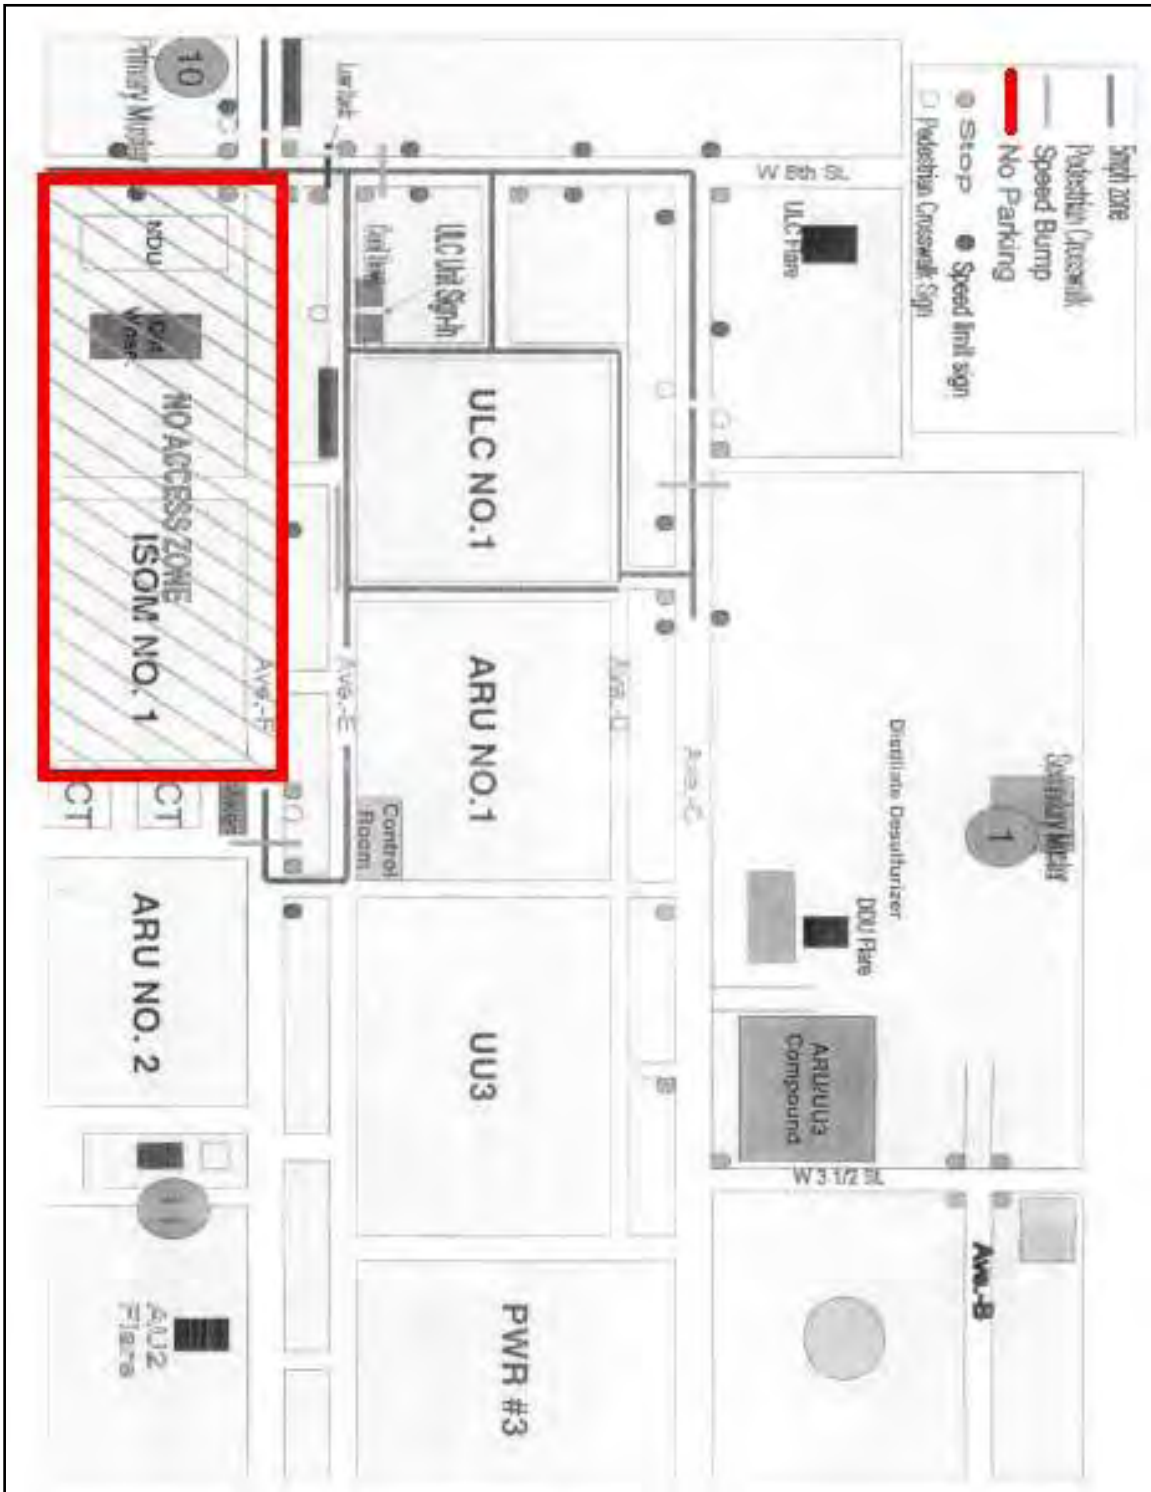 5mph zone
Pedesthian Crosswalk
Speed Bump
No Parking
Stop
Speed limit sign
Pedestrian Crosswalk Sign
10
Primary Muster
W 8th St.
ULC Flare
ULC Unit Sign-In
NDU
NO ACCESS ZONE
ISOM NO. 1
ULC NO.1
ARU NO.1
Ave.-F
Ave.-E
Ave.-D
Ave.-C
Control
Room
CT
CT
Distillate Desulfurizer
1
DDU Flare
ARU/UU3
Compound
W 3 1/2 St.
Ave.-B
ARU NO. 2
UU3
11
AU2
Flare
PWR #3